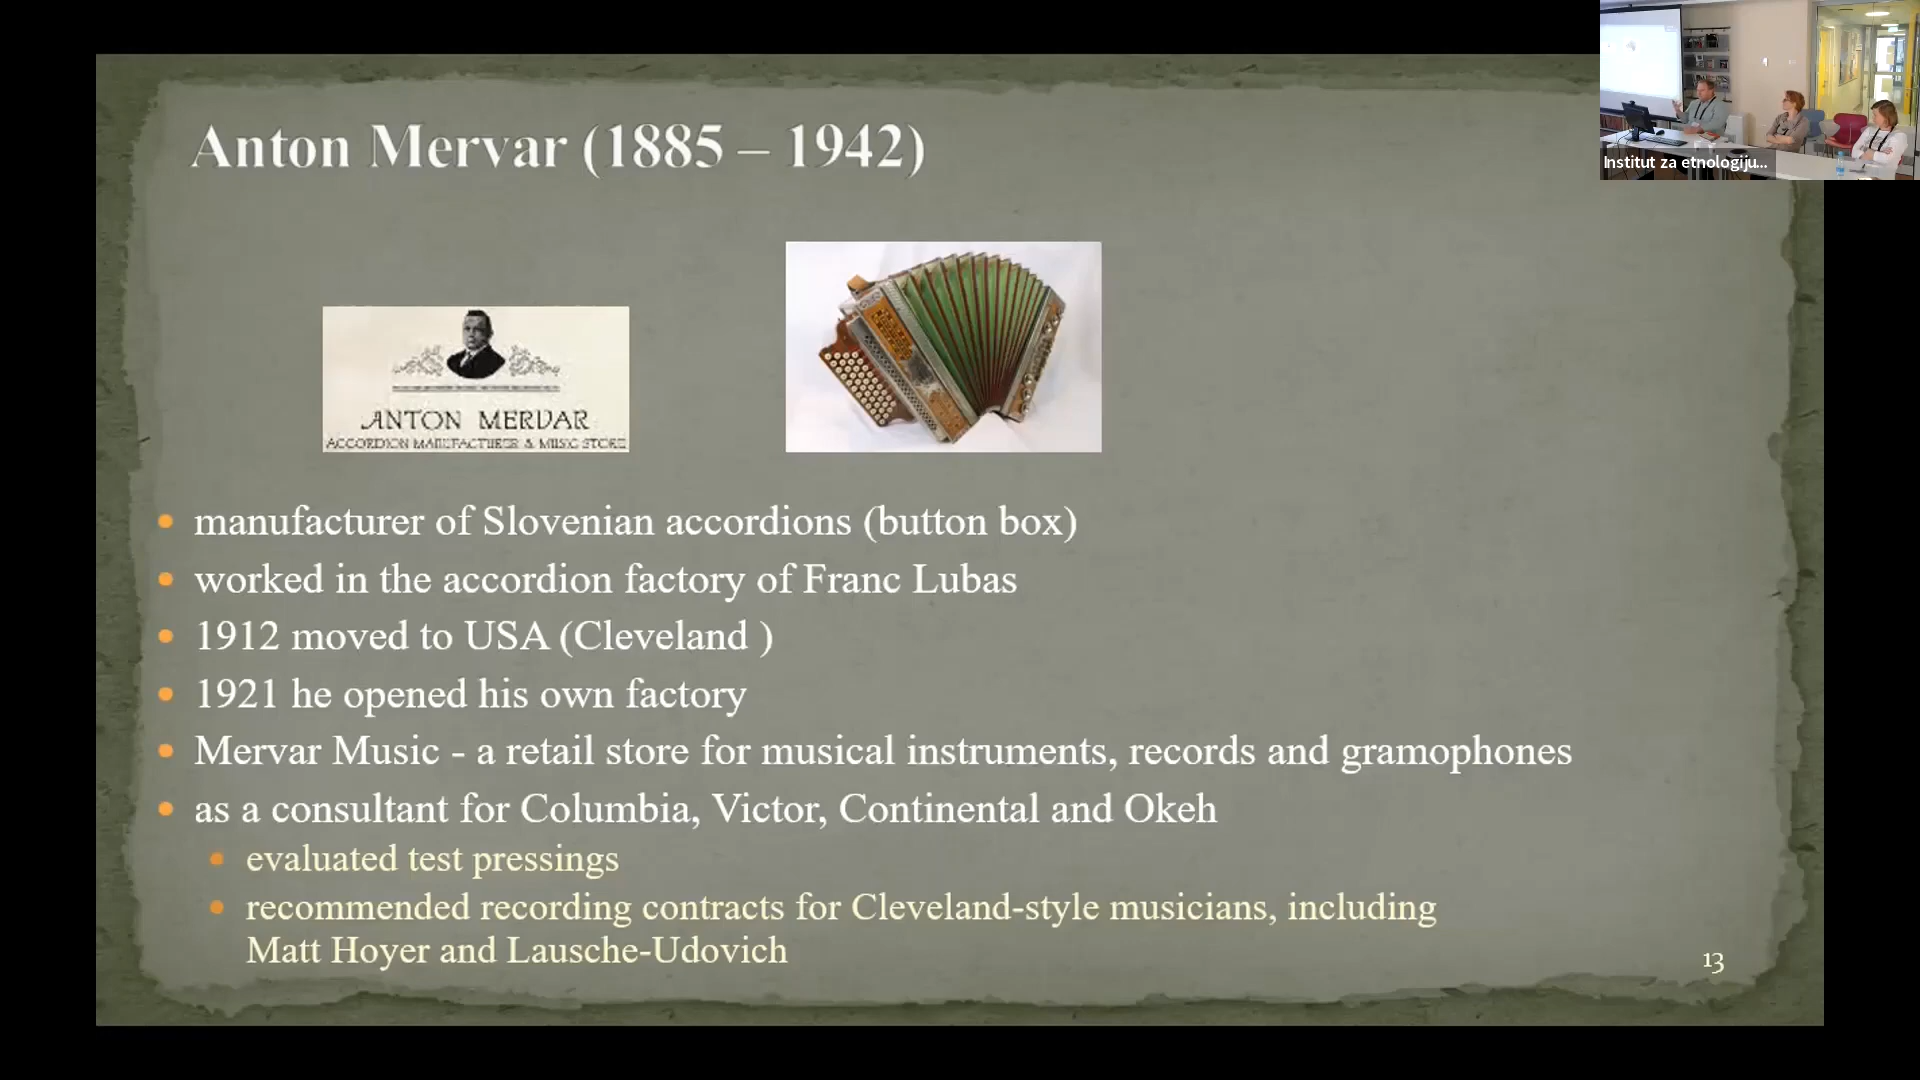 Anton Mervar (1885 – 1942)
Institut za etnologiju...
ANTON MERVAR
ACCORDION MANUFACTURER & MUSIC STORE
manufacturer of Slovenian accordions (button box)
worked in the accordion factory of Franc Lubas
1912 moved to USA (Cleveland )
1921 he opened his own factory
Mervar Music - a retail store for musical instruments, records and gramophones
as a consultant for Columbia, Victor, Continental and Okeh
evaluated test pressings
recommended recording contracts for Cleveland-style musicians, including
Matt Hoyer and Lausche-Udovich
13